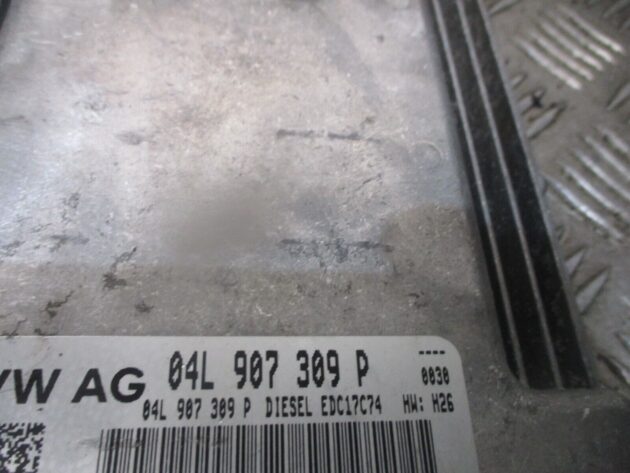 VW AG 04L 907 309 P ----
0030
04L 907 309 P DIESEL EDC17C74 HW: H26